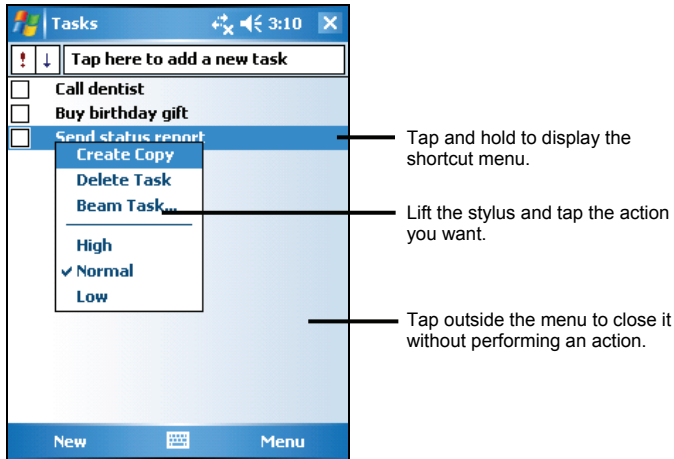 Tasks 3:10
! ↓ Tap here to add a new task
Call dentist
Buy birthday gift
Send status report
Create Copy
Delete Task
Beam Task...
High
✓ Normal
Low
New Menu
Tap and hold to display the
shortcut menu.
Lift the stylus and tap the action
you want.
Tap outside the menu to close it
without performing an action.